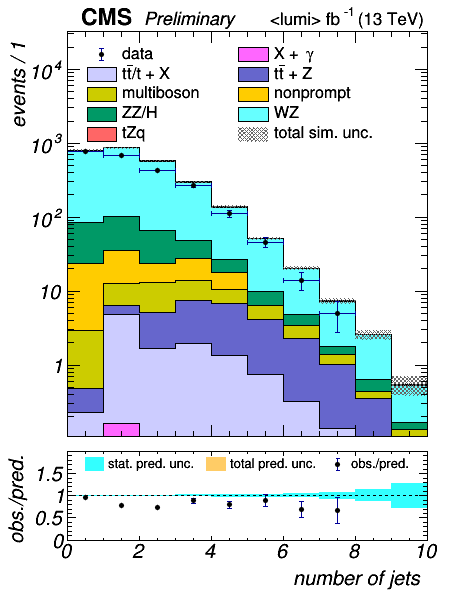 CMS Preliminary <lumi> fb⁻¹ (13 TeV)
events / 1
data X + γ
tt̄/t + X tt̄ + Z
multiboson nonprompt
ZZ/H WZ
tZq total sim. unc.
10⁴
10³
10²
10
1
obs./pred.
stat. pred. unc. total pred. unc. obs./pred.
1.5
1
0.5
0
0 2 4 6 8 10
number of jets